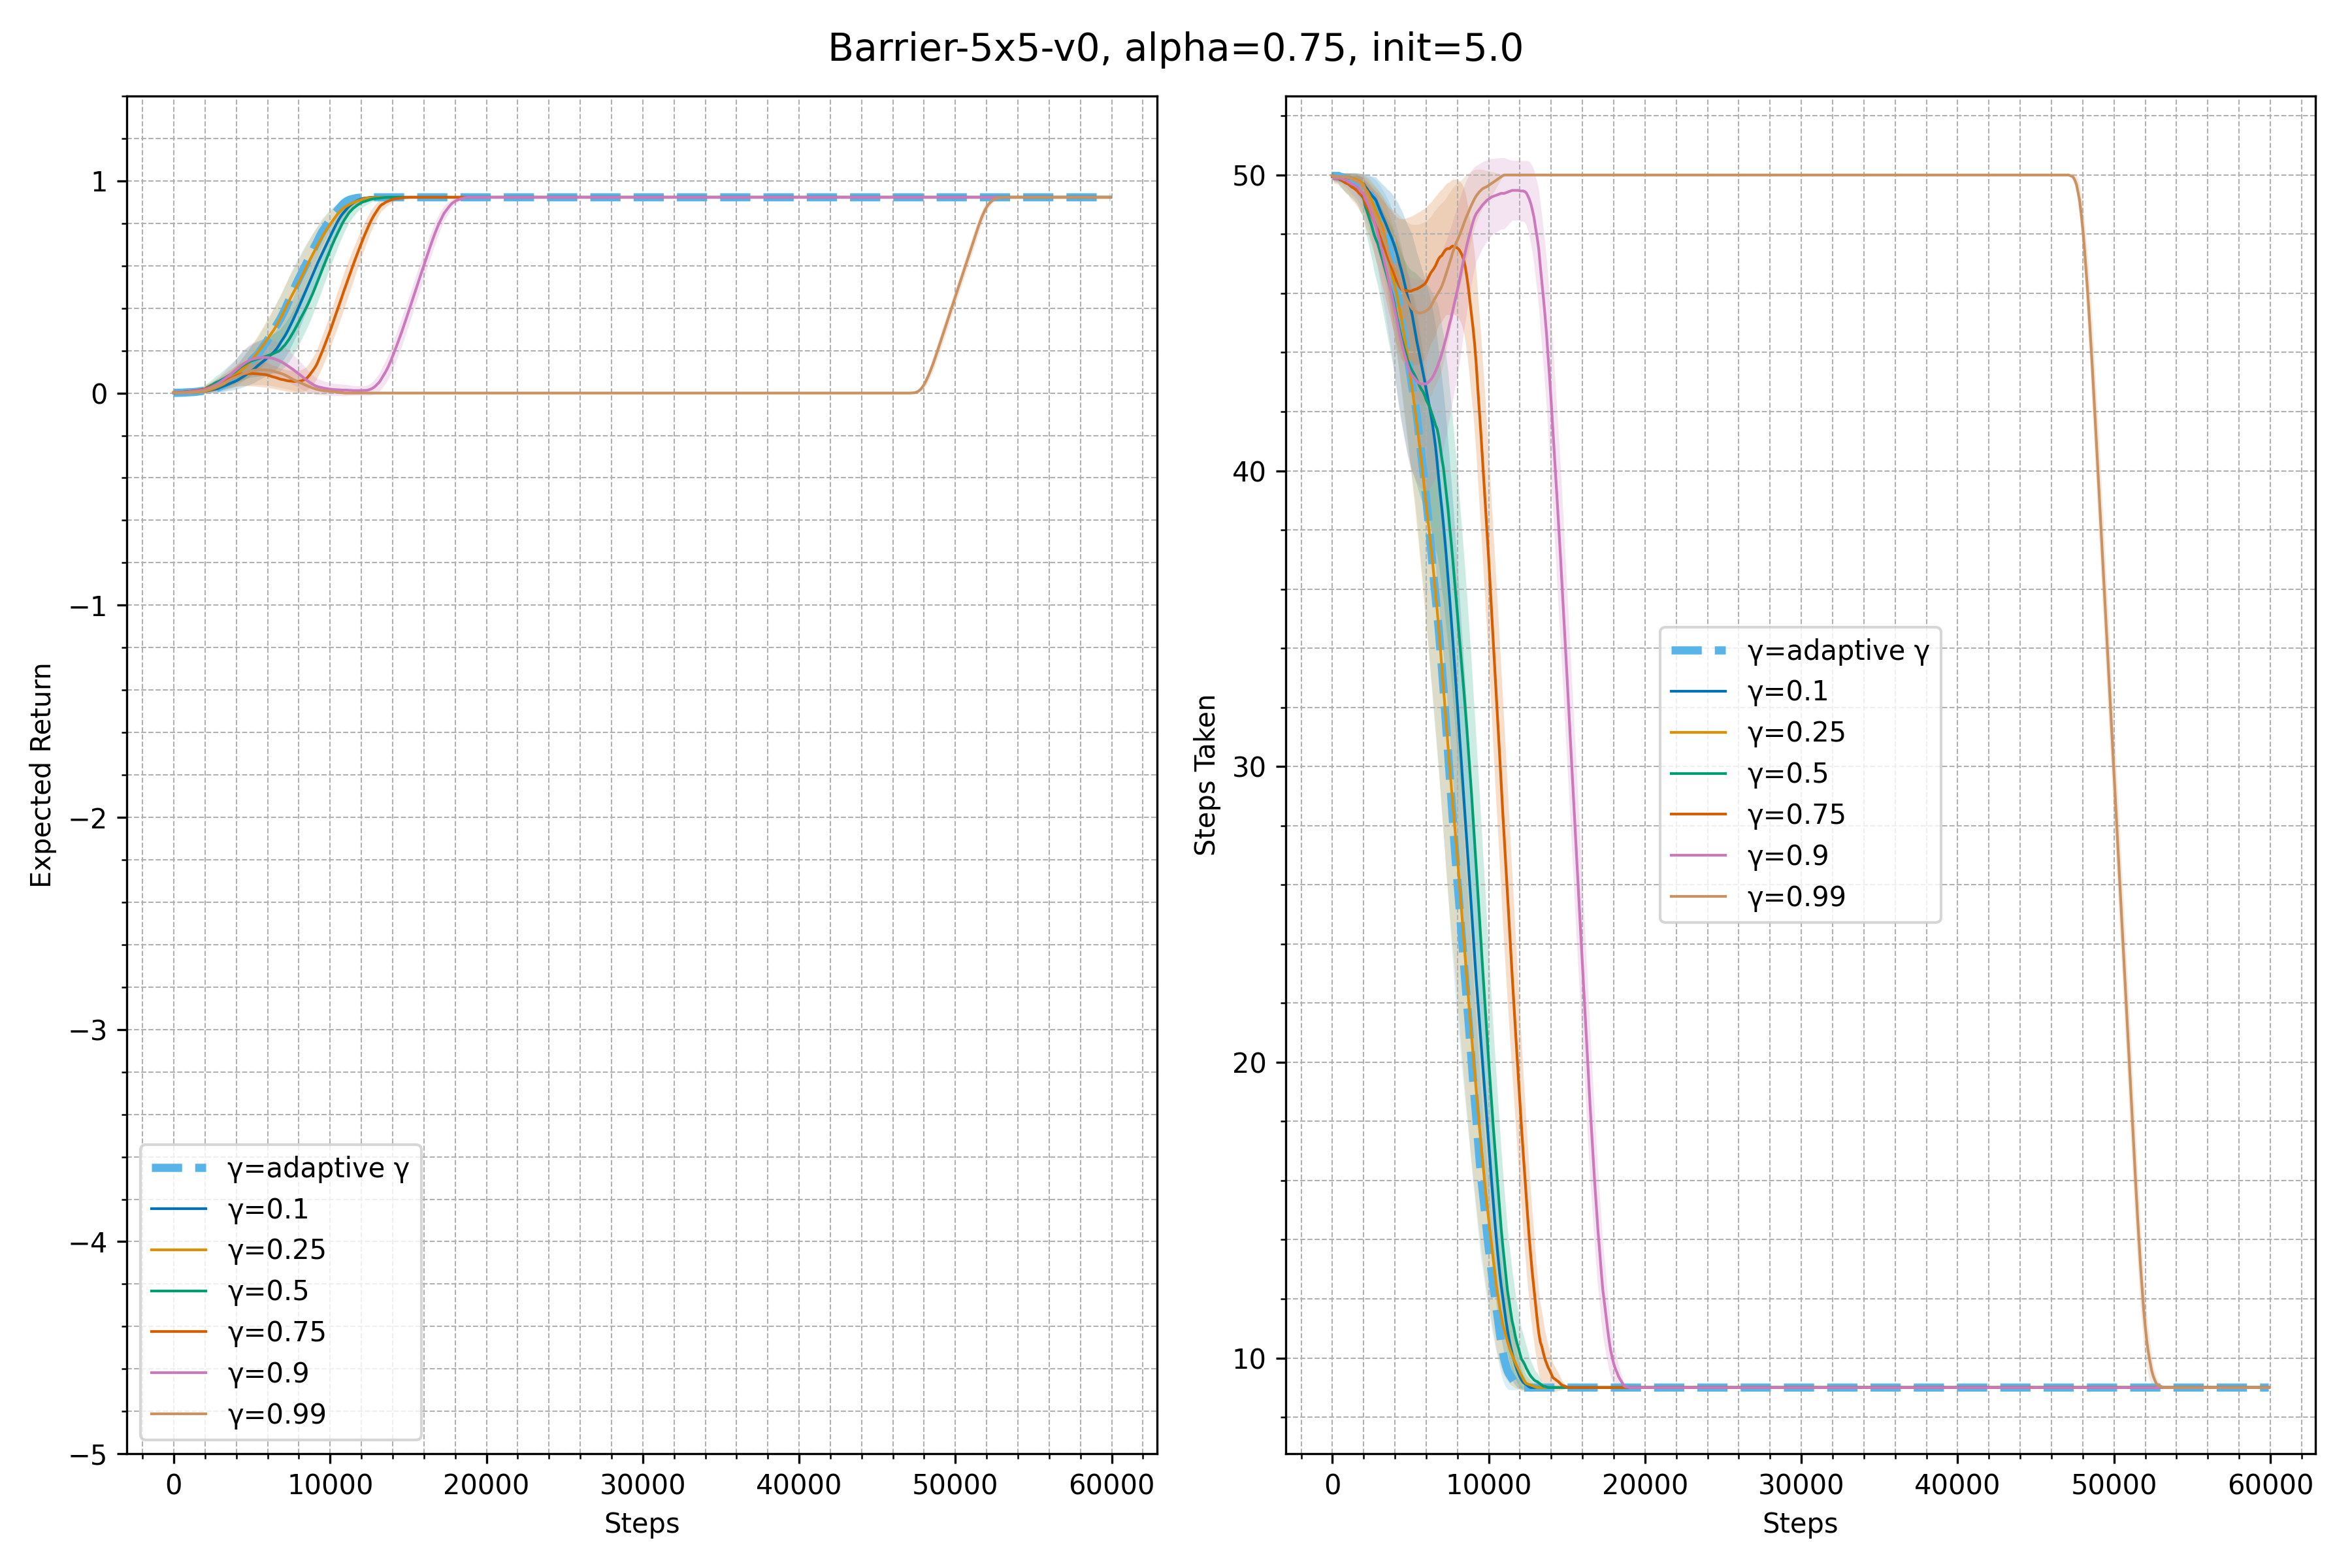 Barrier-5x5-v0, alpha=0.75, init=5.0
Expected Return
1
0
−1
−2
−3
−4
−5
γ=adaptive γ
γ=0.1
γ=0.25
γ=0.5
γ=0.75
γ=0.9
γ=0.99
0 10000 20000 30000 40000 50000 60000
Steps
Steps Taken
50
40
30
20
10
γ=adaptive γ
γ=0.1
γ=0.25
γ=0.5
γ=0.75
γ=0.9
γ=0.99
0 10000 20000 30000 40000 50000 60000
Steps